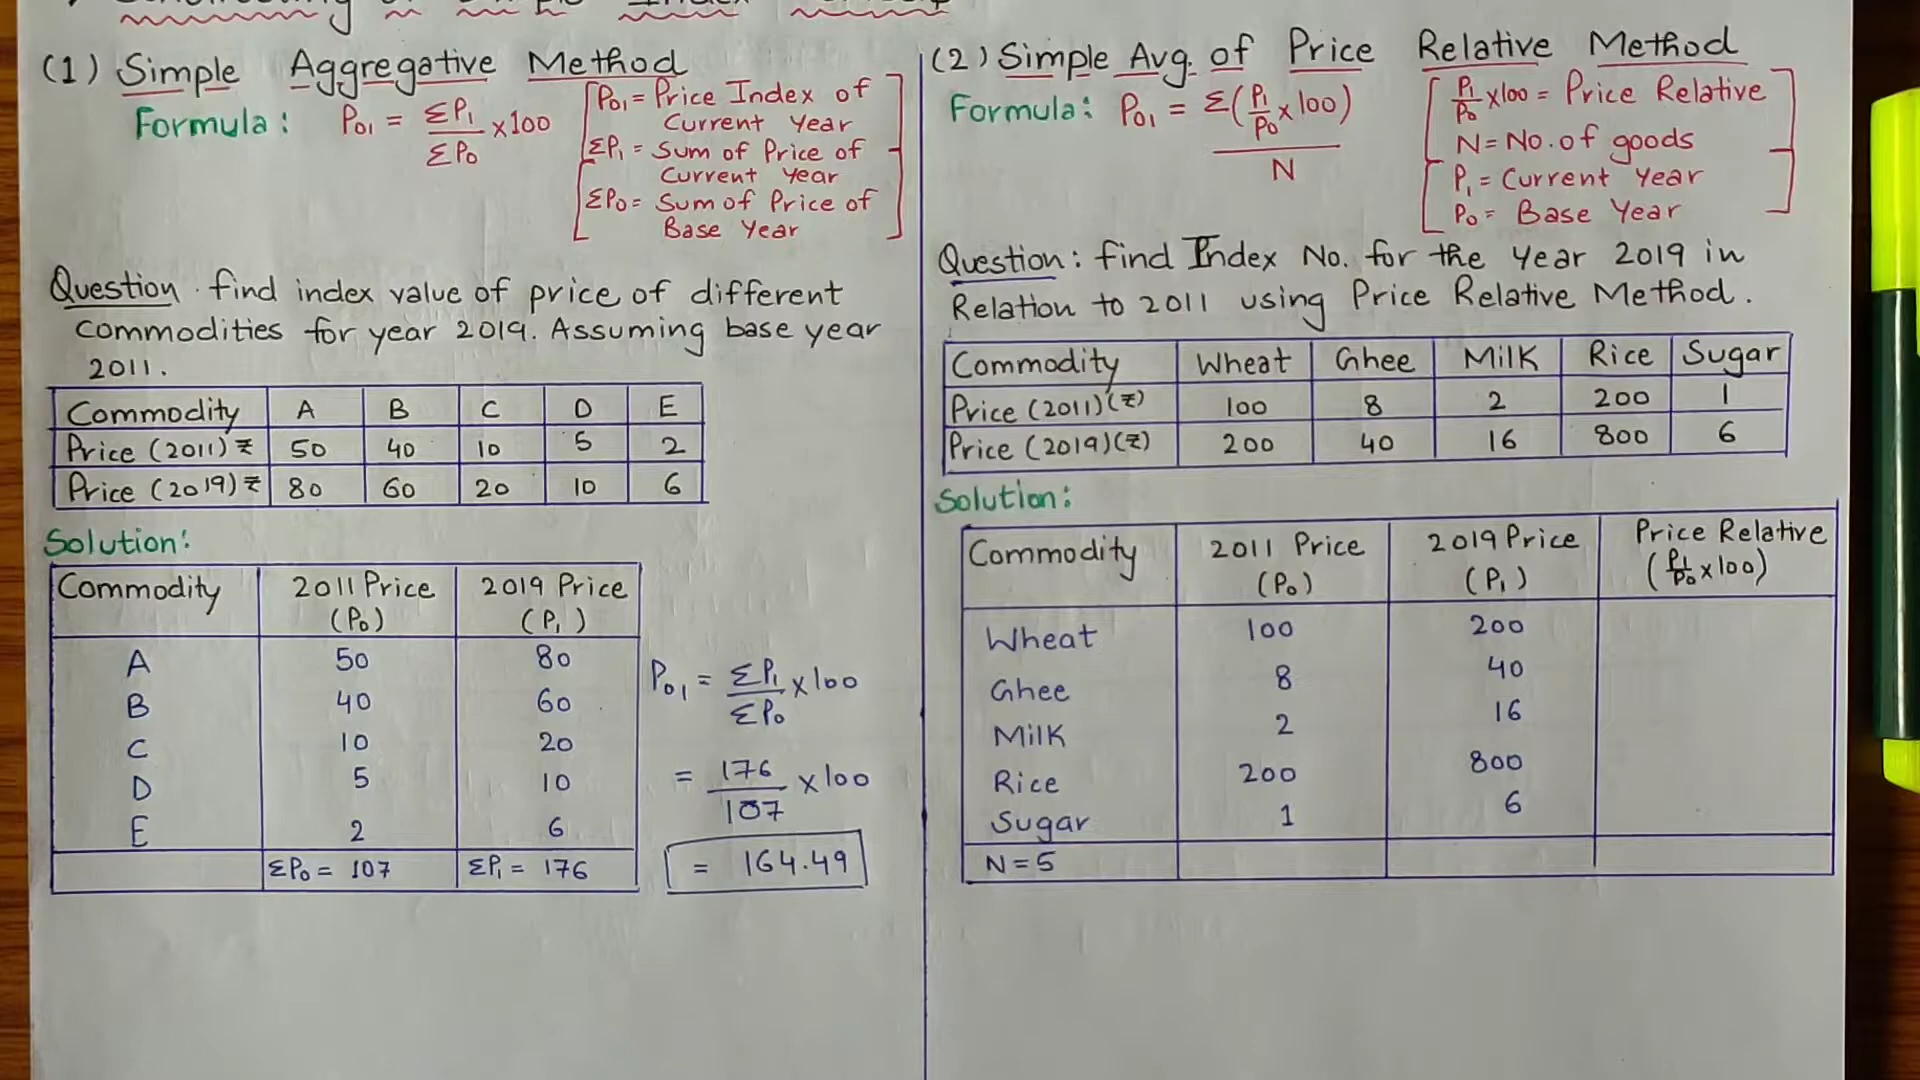 (1) Simple Aggregative Method
Formula: P₀₁ = ΣP₁/ΣP₀ ×100
[P₀₁ = Price Index of
Current Year
ΣP₁ = Sum of Price of
Current Year
ΣP₀ = Sum of Price of
Base Year]
Question. find index value of price of different
Commodities for year 2019. Assuming base year
2011.
Commodity A B C D E
Price (2011) ₹ 50 40 10 5 2
Price (2019) ₹ 80 60 20 10 6
Solution:
Commodity 2011 Price (P₀) 2019 Price (P₁)
A 50 80
B 40 60
C 10 20
D 5 10
E 2 6
ΣP₀ = 107 ΣP₁ = 176
P₀₁ = ΣP₁/ΣP₀ ×100
= 176/107 ×100
= 164.49
(2) Simple Avg. of Price Relative Method
Formula: P₀₁ = Σ(P₁/P₀ ×100)/N
[P₁/P₀ ×100 = Price Relative
N = No. of goods
P₁ = Current Year
P₀ = Base Year]
Question: find Index No. for the year 2019 in
Relation to 2011 using Price Relative Method.
Commodity Wheat Ghee Milk Rice Sugar
Price (2011) (₹) 100 8 2 200 1
Price (2019) (₹) 200 40 16 800 6
Solution:
Commodity 2011 Price (P₀) 2019 Price (P₁) Price Relative (P₁/P₀ ×100)
Wheat 100 200
Ghee 8 40
Milk 2 16
Rice 200 800
Sugar 1 6
N = 5